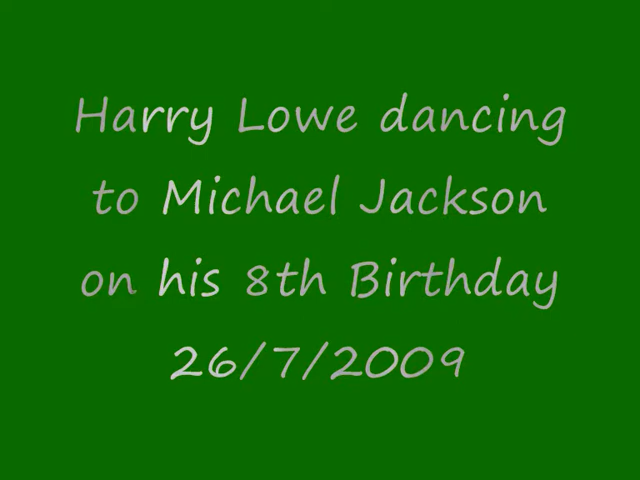 Harry Lowe dancing
to Michael Jackson
on his 8th Birthday
26/7/2009